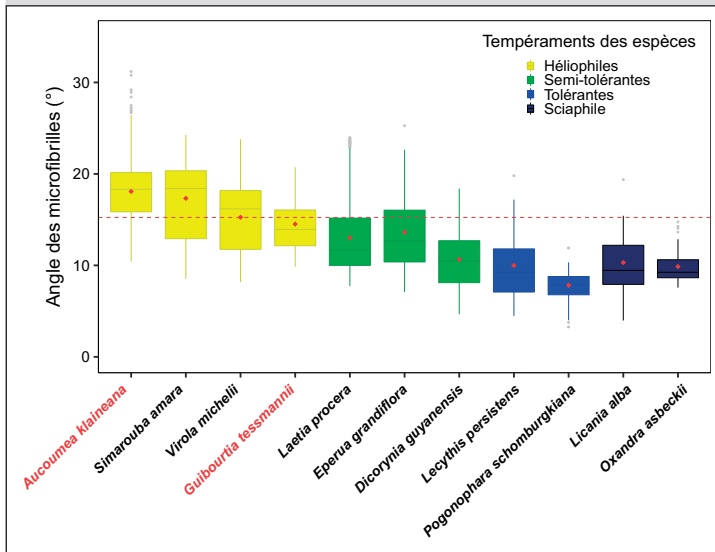 Tempéraments des espèces
Héliophiles
Semi-tolérantes
Tolérantes
Sciaphile
Angle des microfibrilles (°)
30
20
10
0
Aucoumea klaineana
Simarouba amara
Virola michelii
Guibourtia tessmannii
Laetia procera
Eperua grandiflora
Dicorynia guyanensis
Lecythis persistens
Pogonophara schomburgkiana
Licania alba
Oxandra asbeckii